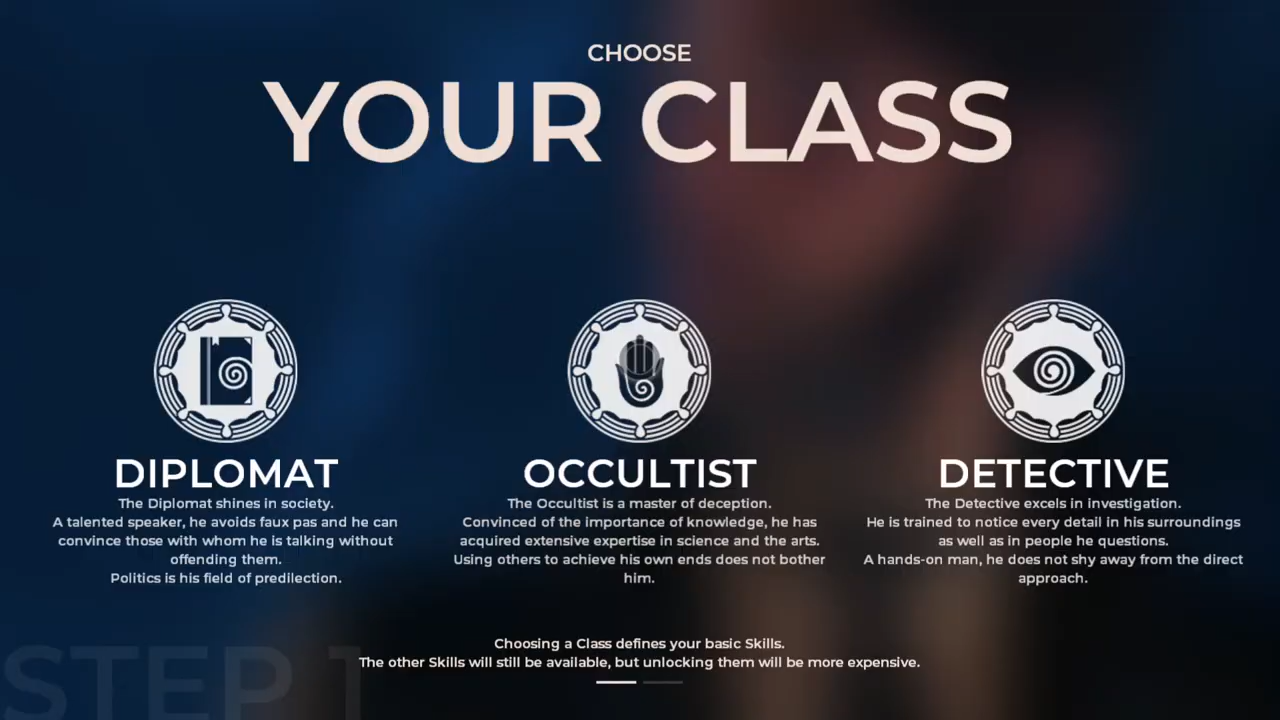 CHOOSE
YOUR CLASS
DIPLOMAT
The Diplomat shines in society.
A talented speaker, he avoids faux pas and he can
convince those with whom he is talking without
offending them.
Politics is his field of predilection.
OCCULTIST
The Occultist is a master of deception.
Convinced of the importance of knowledge, he has
acquired extensive expertise in science and the arts.
Using others to achieve his own ends does not bother
him.
DETECTIVE
The Detective excels in investigation.
He is trained to notice every detail in his surroundings
as well as in people he questions.
A hands-on man, he does not shy away from the direct
approach.
Choosing a Class defines your basic Skills.
The other Skills will still be available, but unlocking them will be more expensive.
STEP 1